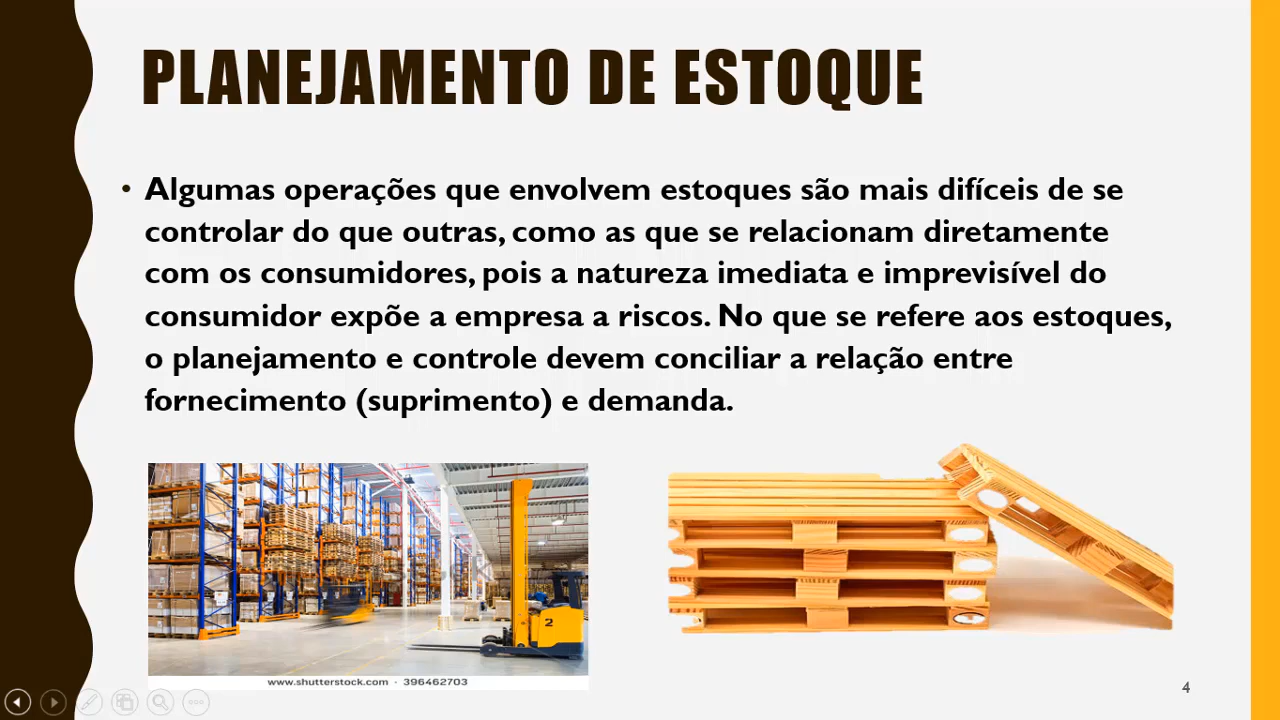 PLANEJAMENTO DE ESTOQUE
• Algumas operações que envolvem estoques são mais difíceis de se
controlar do que outras, como as que se relacionam diretamente
com os consumidores, pois a natureza imediata e imprevisível do
consumidor expõe a empresa a riscos. No que se refere aos estoques,
o planejamento e controle devem conciliar a relação entre
fornecimento (suprimento) e demanda.
2
www.shutterstock.com · 396462703
4